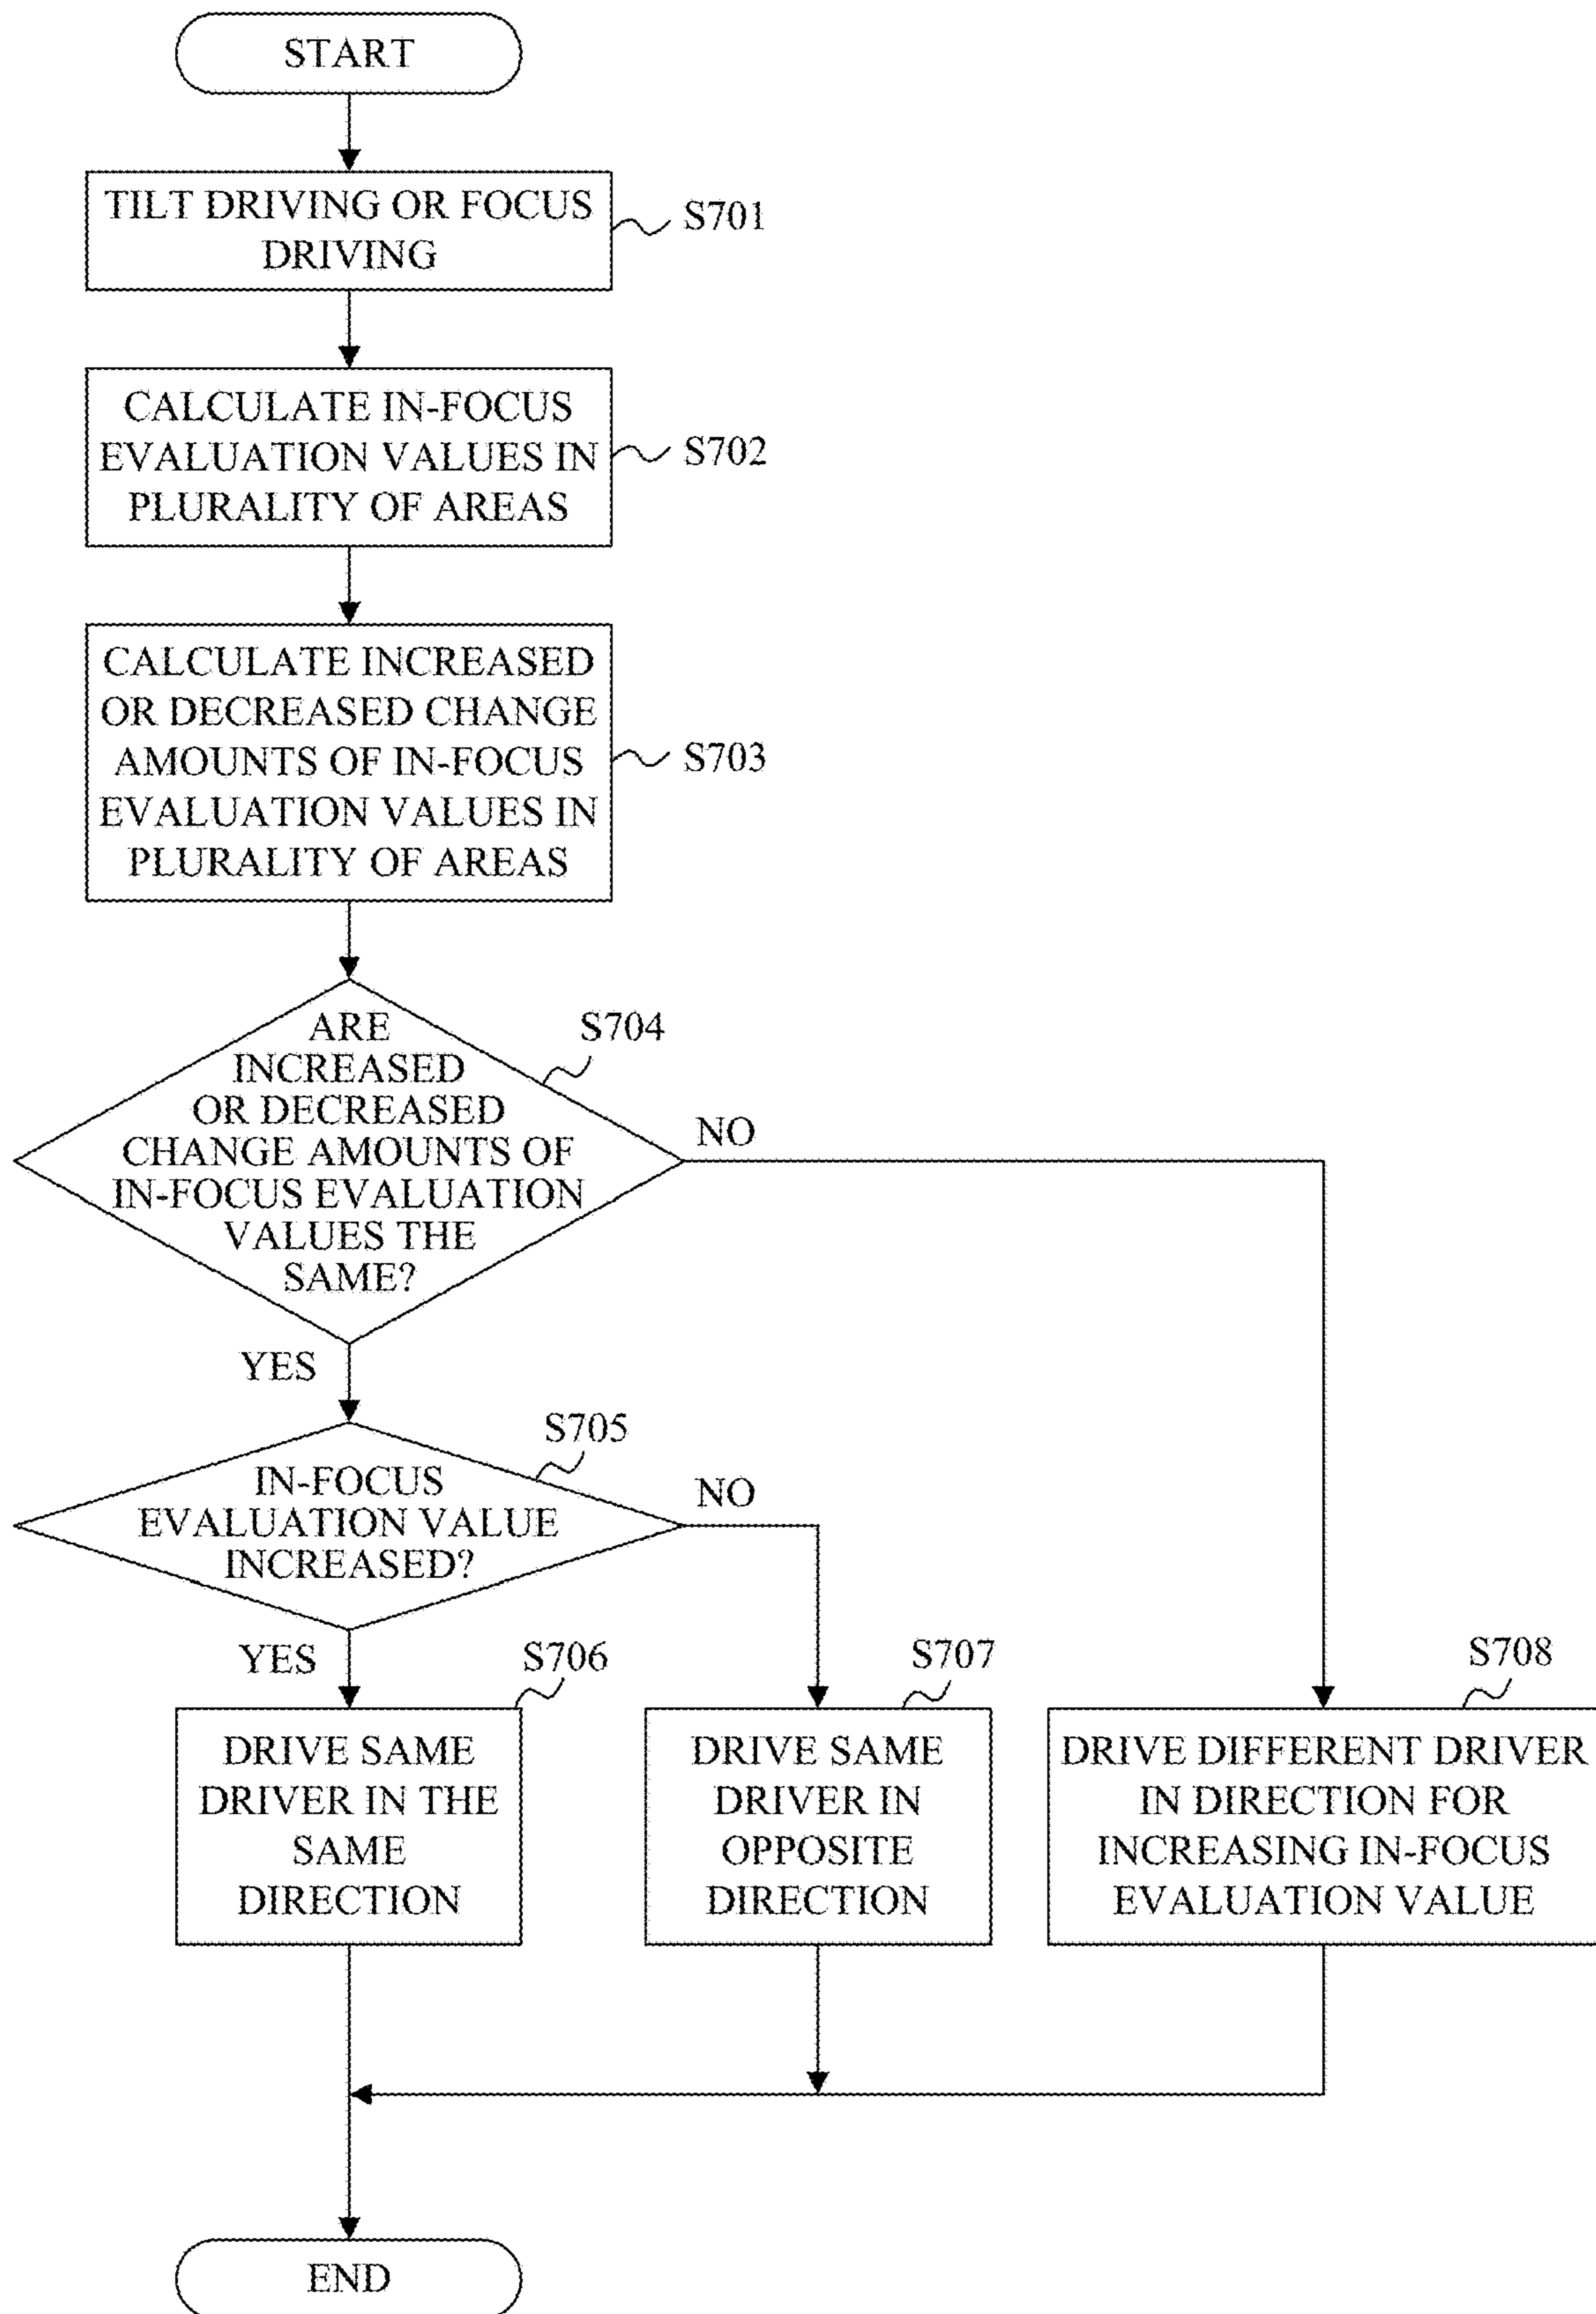 START
TILT DRIVING OR FOCUS
DRIVING
S701
CALCULATE IN-FOCUS
EVALUATION VALUES IN
PLURALITY OF AREAS
S702
CALCULATE INCREASED
OR DECREASED CHANGE
AMOUNTS OF IN-FOCUS
EVALUATION VALUES IN
PLURALITY OF AREAS
S703
ARE
INCREASED
OR DECREASED
CHANGE AMOUNTS OF
IN-FOCUS EVALUATION
VALUES THE
SAME?
S704
NO
YES
IN-FOCUS
EVALUATION VALUE
INCREASED?
S705
NO
YES
S706
DRIVE SAME
DRIVER IN THE
SAME
DIRECTION
S707
DRIVE SAME
DRIVER IN
OPPOSITE
DIRECTION
S708
DRIVE DIFFERENT DRIVER
IN DIRECTION FOR
INCREASING IN-FOCUS
EVALUATION VALUE
END